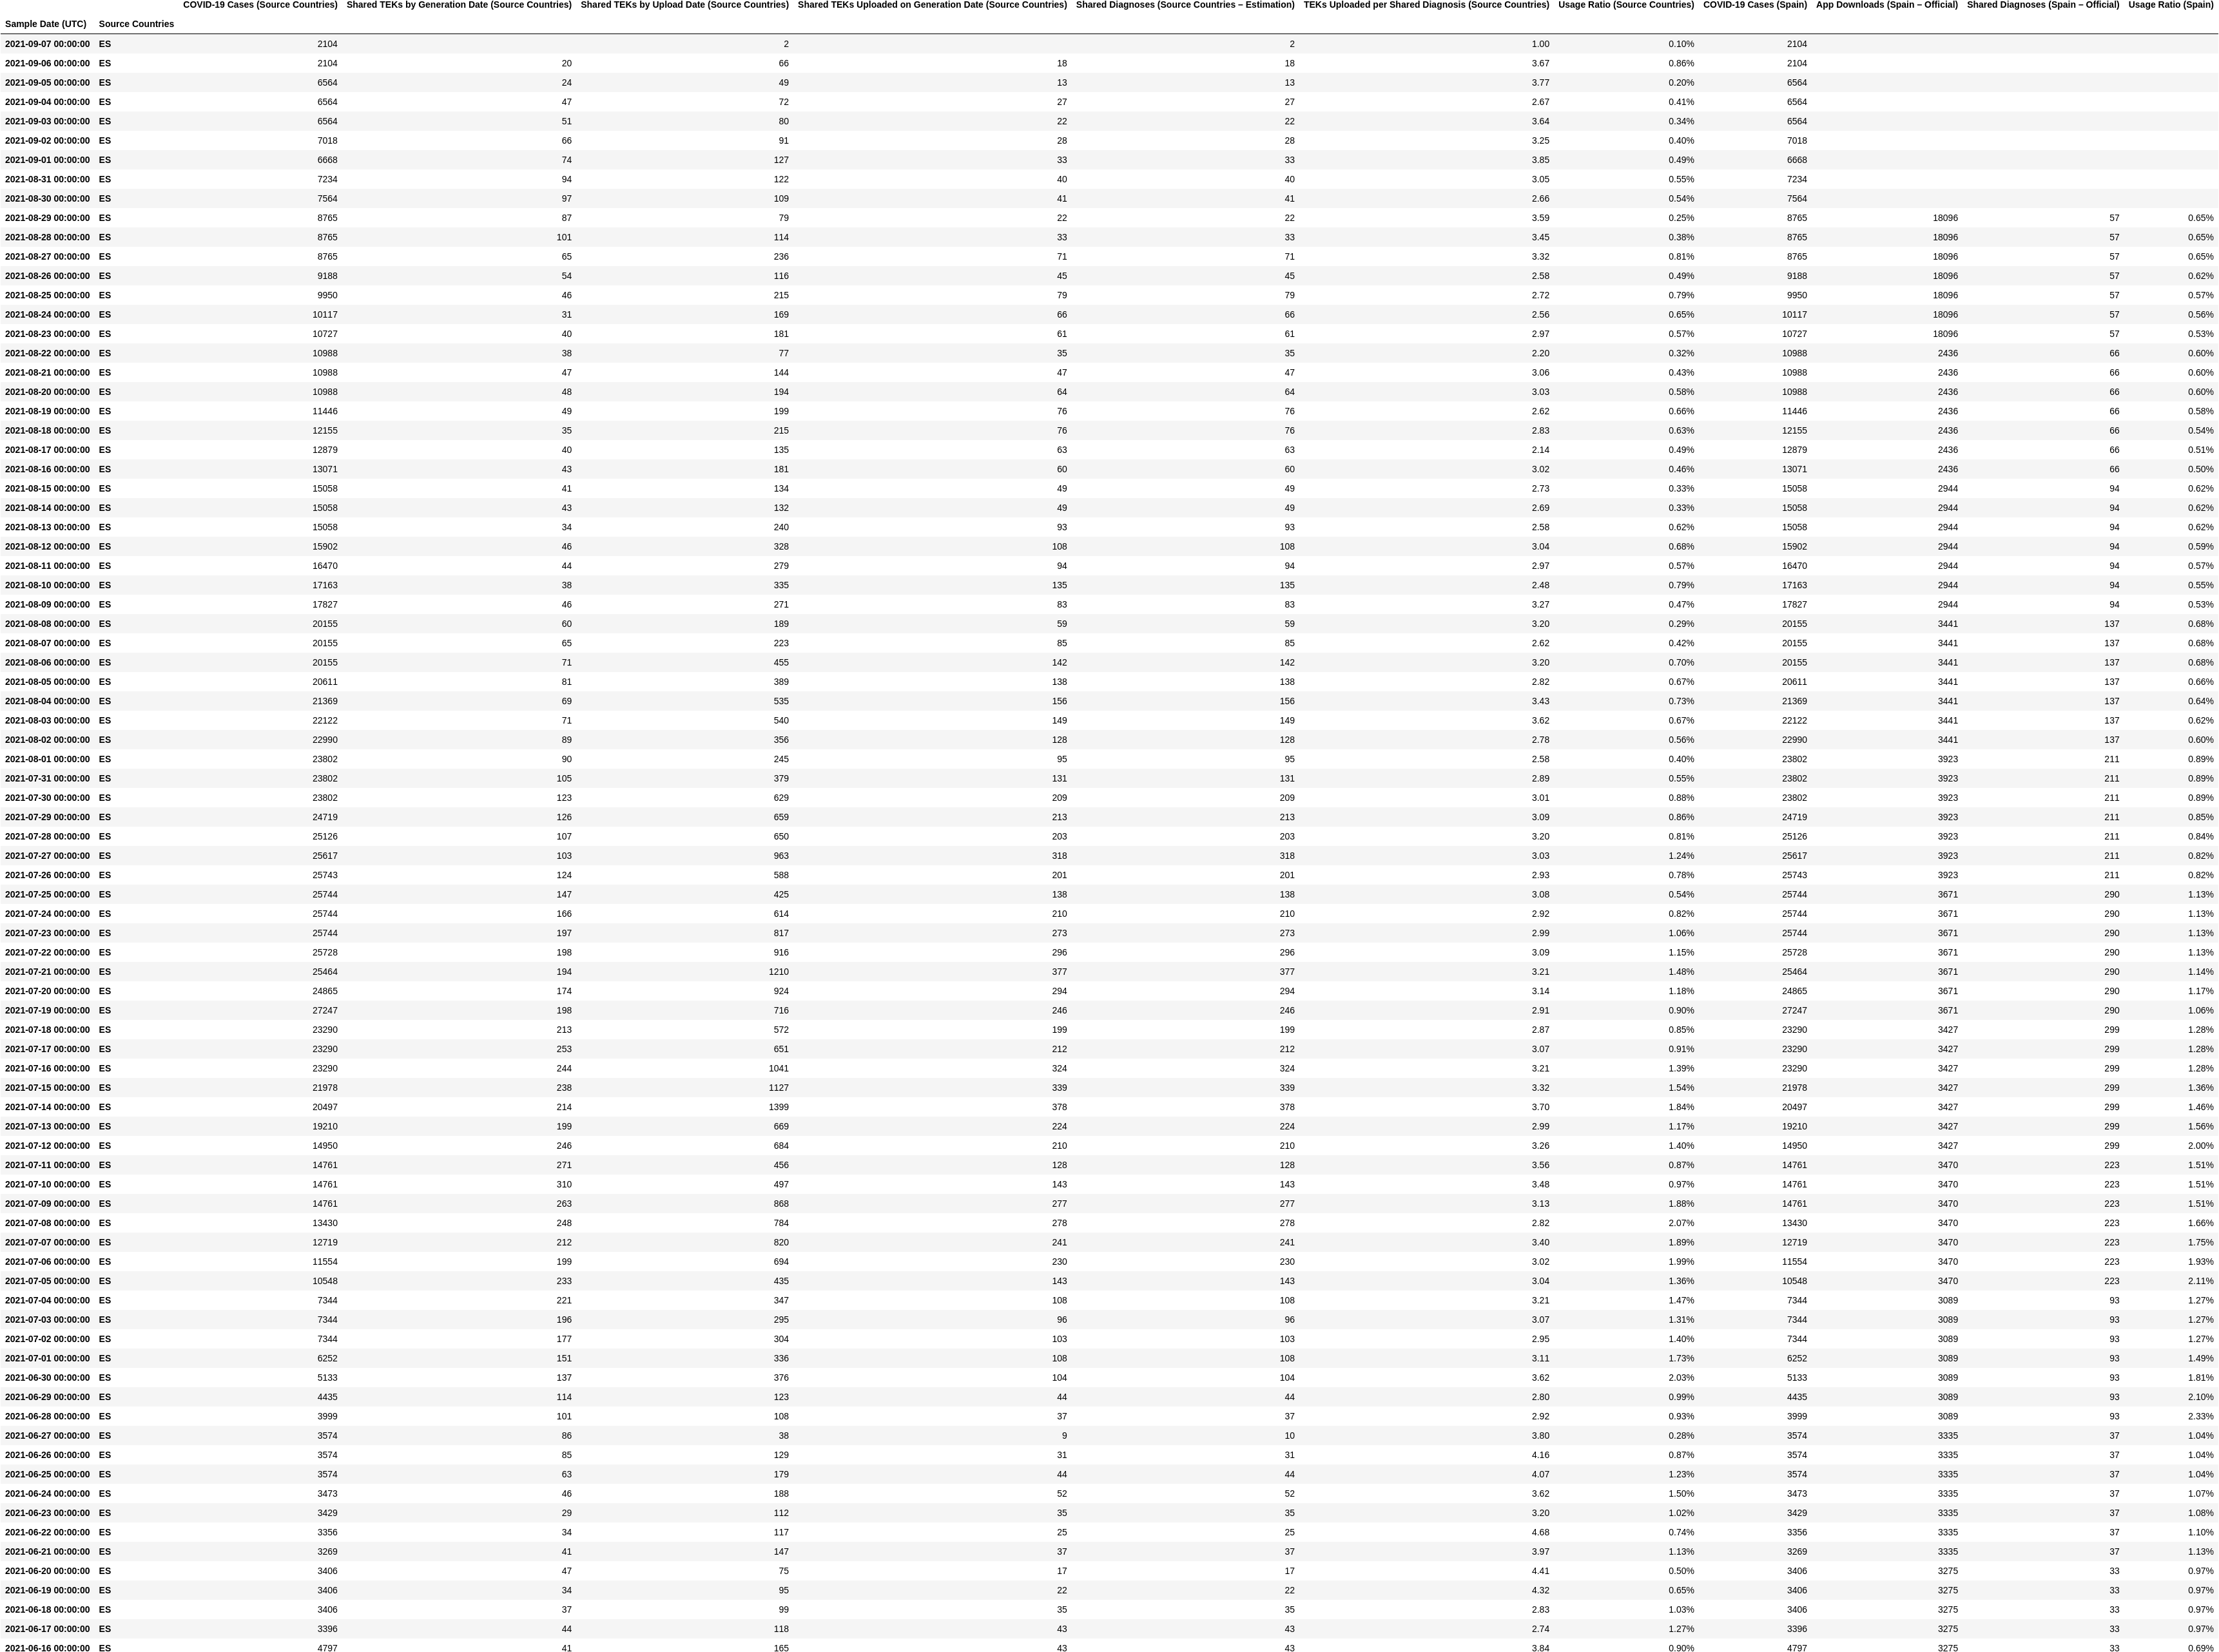 COVID-19 Cases (Source Countries) Shared TEKs by Generation Date (Source Countries) Shared TEKs by Upload Date (Source Countries) Shared TEKs Uploaded on Generation Date (Source Countries) Shared Diagnoses (Source Countries – Estimation) TEKs Uploaded per Shared Diagnosis (Source Countries) Usage Ratio (Source Countries) COVID-19 Cases (Spain) App Downloads (Spain – Official) Shared Diagnoses (Spain – Official) Usage Ratio (Spain)
Sample Date (UTC) Source Countries
2021-09-07 00:00:00 ES 2104 2 2 1.00 0.10% 2104
2021-09-06 00:00:00 ES 2104 20 66 18 18 3.67 0.86% 2104
2021-09-05 00:00:00 ES 6564 24 49 13 13 3.77 0.20% 6564
2021-09-04 00:00:00 ES 6564 47 72 27 27 2.67 0.41% 6564
2021-09-03 00:00:00 ES 6564 51 80 22 22 3.64 0.34% 6564
2021-09-02 00:00:00 ES 7018 66 91 28 28 3.25 0.40% 7018
2021-09-01 00:00:00 ES 6668 74 127 33 33 3.85 0.49% 6668
2021-08-31 00:00:00 ES 7234 94 122 40 40 3.05 0.55% 7234
2021-08-30 00:00:00 ES 7564 97 109 41 41 2.66 0.54% 7564
2021-08-29 00:00:00 ES 8765 87 79 22 22 3.59 0.25% 8765 18096 57 0.65%
2021-08-28 00:00:00 ES 8765 101 114 33 33 3.45 0.38% 8765 18096 57 0.65%
2021-08-27 00:00:00 ES 8765 65 236 71 71 3.32 0.81% 8765 18096 57 0.65%
2021-08-26 00:00:00 ES 9188 54 116 45 45 2.58 0.49% 9188 18096 57 0.62%
2021-08-25 00:00:00 ES 9950 46 215 79 79 2.72 0.79% 9950 18096 57 0.57%
2021-08-24 00:00:00 ES 10117 31 169 66 66 2.56 0.65% 10117 18096 57 0.56%
2021-08-23 00:00:00 ES 10727 40 181 61 61 2.97 0.57% 10727 18096 57 0.53%
2021-08-22 00:00:00 ES 10988 38 77 35 35 2.20 0.32% 10988 2436 66 0.60%
2021-08-21 00:00:00 ES 10988 47 144 47 47 3.06 0.43% 10988 2436 66 0.60%
2021-08-20 00:00:00 ES 10988 48 194 64 64 3.03 0.58% 10988 2436 66 0.60%
2021-08-19 00:00:00 ES 11446 49 199 76 76 2.62 0.66% 11446 2436 66 0.58%
2021-08-18 00:00:00 ES 12155 35 215 76 76 2.83 0.63% 12155 2436 66 0.54%
2021-08-17 00:00:00 ES 12879 40 135 63 63 2.14 0.49% 12879 2436 66 0.51%
2021-08-16 00:00:00 ES 13071 43 181 60 60 3.02 0.46% 13071 2436 66 0.50%
2021-08-15 00:00:00 ES 15058 41 134 49 49 2.73 0.33% 15058 2944 94 0.62%
2021-08-14 00:00:00 ES 15058 43 132 49 49 2.69 0.33% 15058 2944 94 0.62%
2021-08-13 00:00:00 ES 15058 34 240 93 93 2.58 0.62% 15058 2944 94 0.62%
2021-08-12 00:00:00 ES 15902 46 328 108 108 3.04 0.68% 15902 2944 94 0.59%
2021-08-11 00:00:00 ES 16470 44 279 94 94 2.97 0.57% 16470 2944 94 0.57%
2021-08-10 00:00:00 ES 17163 38 335 135 135 2.48 0.79% 17163 2944 94 0.55%
2021-08-09 00:00:00 ES 17827 46 271 83 83 3.27 0.47% 17827 2944 94 0.53%
2021-08-08 00:00:00 ES 20155 60 189 59 59 3.20 0.29% 20155 3441 137 0.68%
2021-08-07 00:00:00 ES 20155 65 223 85 85 2.62 0.42% 20155 3441 137 0.68%
2021-08-06 00:00:00 ES 20155 71 455 142 142 3.20 0.70% 20155 3441 137 0.68%
2021-08-05 00:00:00 ES 20611 81 389 138 138 2.82 0.67% 20611 3441 137 0.66%
2021-08-04 00:00:00 ES 21369 69 535 156 156 3.43 0.73% 21369 3441 137 0.64%
2021-08-03 00:00:00 ES 22122 71 540 149 149 3.62 0.67% 22122 3441 137 0.62%
2021-08-02 00:00:00 ES 22990 89 356 128 128 2.78 0.56% 22990 3441 137 0.60%
2021-08-01 00:00:00 ES 23802 90 245 95 95 2.58 0.40% 23802 3923 211 0.89%
2021-07-31 00:00:00 ES 23802 105 379 131 131 2.89 0.55% 23802 3923 211 0.89%
2021-07-30 00:00:00 ES 23802 123 629 209 209 3.01 0.88% 23802 3923 211 0.89%
2021-07-29 00:00:00 ES 24719 126 659 213 213 3.09 0.86% 24719 3923 211 0.85%
2021-07-28 00:00:00 ES 25126 107 650 203 203 3.20 0.81% 25126 3923 211 0.84%
2021-07-27 00:00:00 ES 25617 103 963 318 318 3.03 1.24% 25617 3923 211 0.82%
2021-07-26 00:00:00 ES 25743 124 588 201 201 2.93 0.78% 25743 3923 211 0.82%
2021-07-25 00:00:00 ES 25744 147 425 138 138 3.08 0.54% 25744 3671 290 1.13%
2021-07-24 00:00:00 ES 25744 166 614 210 210 2.92 0.82% 25744 3671 290 1.13%
2021-07-23 00:00:00 ES 25744 197 817 273 273 2.99 1.06% 25744 3671 290 1.13%
2021-07-22 00:00:00 ES 25728 198 916 296 296 3.09 1.15% 25728 3671 290 1.13%
2021-07-21 00:00:00 ES 25464 194 1210 377 377 3.21 1.48% 25464 3671 290 1.14%
2021-07-20 00:00:00 ES 24865 174 924 294 294 3.14 1.18% 24865 3671 290 1.17%
2021-07-19 00:00:00 ES 27247 198 716 246 246 2.91 0.90% 27247 3671 290 1.06%
2021-07-18 00:00:00 ES 23290 213 572 199 199 2.87 0.85% 23290 3427 299 1.28%
2021-07-17 00:00:00 ES 23290 253 651 212 212 3.07 0.91% 23290 3427 299 1.28%
2021-07-16 00:00:00 ES 23290 244 1041 324 324 3.21 1.39% 23290 3427 299 1.28%
2021-07-15 00:00:00 ES 21978 238 1127 339 339 3.32 1.54% 21978 3427 299 1.36%
2021-07-14 00:00:00 ES 20497 214 1399 378 378 3.70 1.84% 20497 3427 299 1.46%
2021-07-13 00:00:00 ES 19210 199 669 224 224 2.99 1.17% 19210 3427 299 1.56%
2021-07-12 00:00:00 ES 14950 246 684 210 210 3.26 1.40% 14950 3427 299 2.00%
2021-07-11 00:00:00 ES 14761 271 456 128 128 3.56 0.87% 14761 3470 223 1.51%
2021-07-10 00:00:00 ES 14761 310 497 143 143 3.48 0.97% 14761 3470 223 1.51%
2021-07-09 00:00:00 ES 14761 263 868 277 277 3.13 1.88% 14761 3470 223 1.51%
2021-07-08 00:00:00 ES 13430 248 784 278 278 2.82 2.07% 13430 3470 223 1.66%
2021-07-07 00:00:00 ES 12719 212 820 241 241 3.40 1.89% 12719 3470 223 1.75%
2021-07-06 00:00:00 ES 11554 199 694 230 230 3.02 1.99% 11554 3470 223 1.93%
2021-07-05 00:00:00 ES 10548 233 435 143 143 3.04 1.36% 10548 3470 223 2.11%
2021-07-04 00:00:00 ES 7344 221 347 108 108 3.21 1.47% 7344 3089 93 1.27%
2021-07-03 00:00:00 ES 7344 196 295 96 96 3.07 1.31% 7344 3089 93 1.27%
2021-07-02 00:00:00 ES 7344 177 304 103 103 2.95 1.40% 7344 3089 93 1.27%
2021-07-01 00:00:00 ES 6252 151 336 108 108 3.11 1.73% 6252 3089 93 1.49%
2021-06-30 00:00:00 ES 5133 137 376 104 104 3.62 2.03% 5133 3089 93 1.81%
2021-06-29 00:00:00 ES 4435 114 123 44 44 2.80 0.99% 4435 3089 93 2.10%
2021-06-28 00:00:00 ES 3999 101 108 37 37 2.92 0.93% 3999 3089 93 2.33%
2021-06-27 00:00:00 ES 3574 86 38 9 10 3.80 0.28% 3574 3335 37 1.04%
2021-06-26 00:00:00 ES 3574 85 129 31 31 4.16 0.87% 3574 3335 37 1.04%
2021-06-25 00:00:00 ES 3574 63 179 44 44 4.07 1.23% 3574 3335 37 1.04%
2021-06-24 00:00:00 ES 3473 46 188 52 52 3.62 1.50% 3473 3335 37 1.07%
2021-06-23 00:00:00 ES 3429 29 112 35 35 3.20 1.02% 3429 3335 37 1.08%
2021-06-22 00:00:00 ES 3356 34 117 25 25 4.68 0.74% 3356 3335 37 1.10%
2021-06-21 00:00:00 ES 3269 41 147 37 37 3.97 1.13% 3269 3335 37 1.13%
2021-06-20 00:00:00 ES 3406 47 75 17 17 4.41 0.50% 3406 3275 33 0.97%
2021-06-19 00:00:00 ES 3406 34 95 22 22 4.32 0.65% 3406 3275 33 0.97%
2021-06-18 00:00:00 ES 3406 37 99 35 35 2.83 1.03% 3406 3275 33 0.97%
2021-06-17 00:00:00 ES 3396 44 118 43 43 2.74 1.27% 3396 3275 33 0.97%
2021-06-16 00:00:00 ES 4797 41 165 43 43 3.84 0.90% 4797 3275 33 0.69%